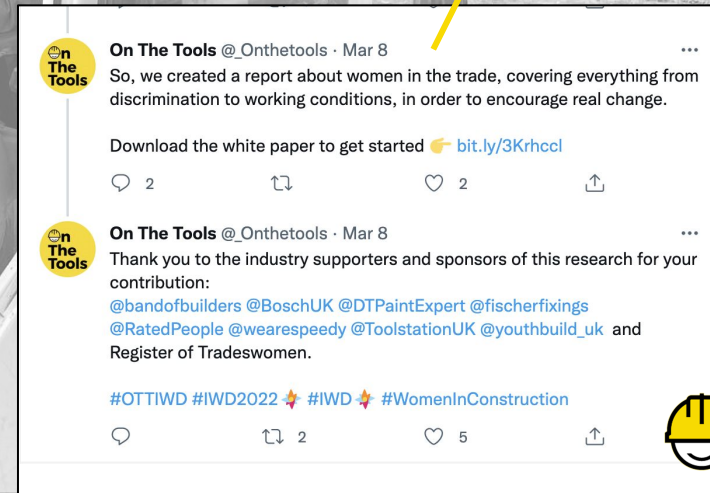 On
The
Tools
On The Tools @_Onthetools · Mar 8
So, we created a report about women in the trade, covering everything from
discrimination to working conditions, in order to encourage real change.
Download the white paper to get started 👉 bit.ly/3Krhccl
2
2
On
The
Tools
On The Tools @_Onthetools · Mar 8
Thank you to the industry supporters and sponsors of this research for your
contribution:
@bandofbuilders @BoschUK @DTPaintExpert @fischerfixings
@RatedPeople @wearespeedy @ToolstationUK @youthbuild_uk and
Register of Tradeswomen.
#OTTIWD #IWD2022 #IWD #WomenInConstruction
2
5